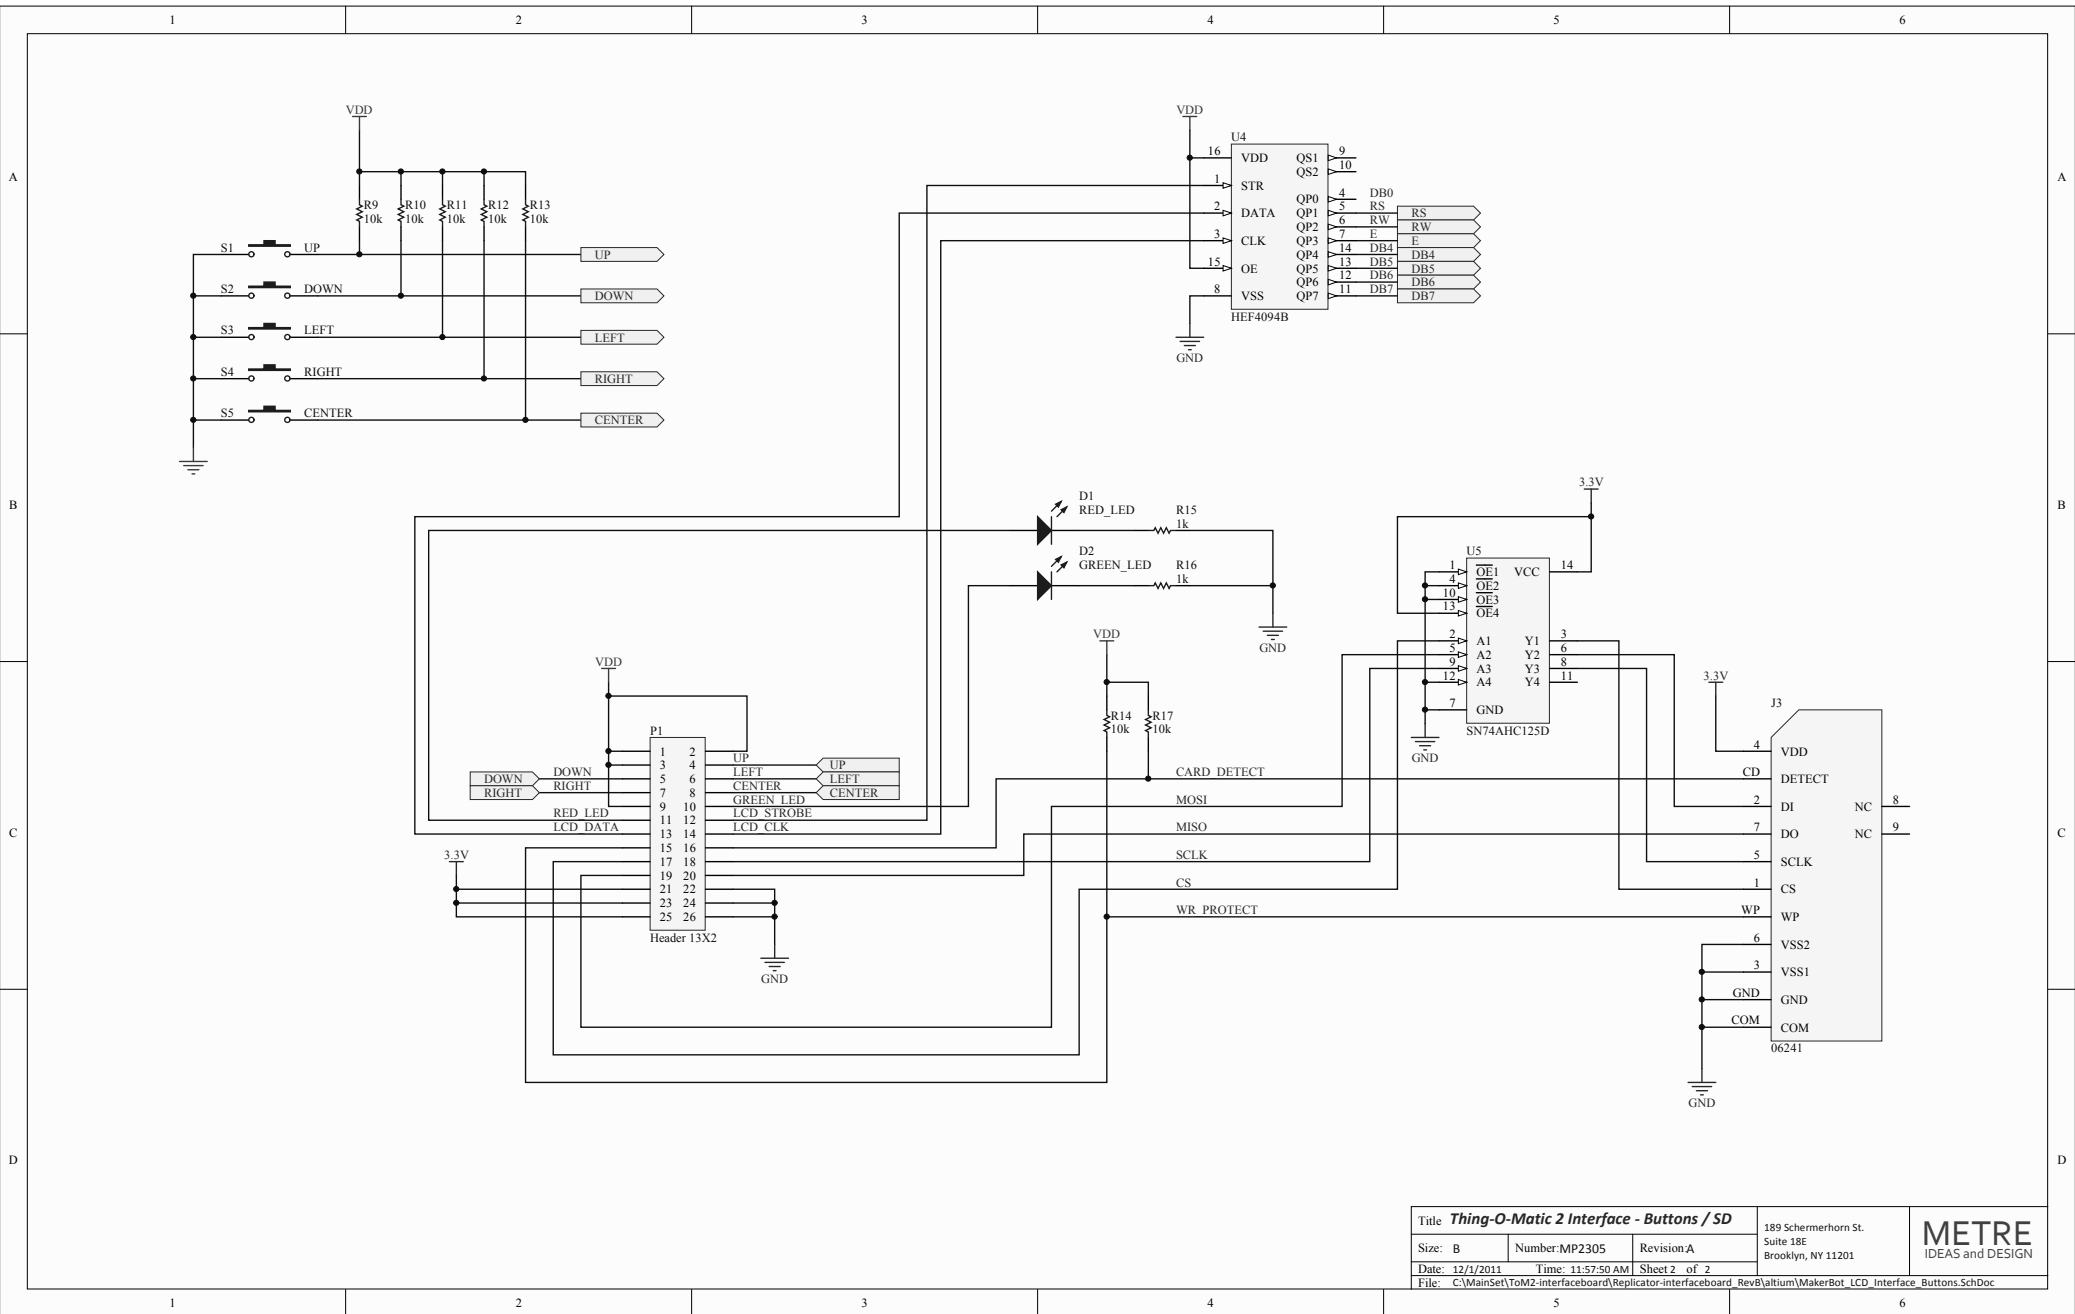 1 2 3 4 5 6
A A
B B
C C
D D
VDD
R9 R10 R11 R12 R13
10k 10k 10k 10k 10k
S1 UP UP
S2 DOWN DOWN
S3 LEFT LEFT
S4 RIGHT RIGHT
S5 CENTER CENTER
VDD
U4
16 VDD QS1 9
QS2 10
1 STR
QP0 4 DB0
2 DATA QP1 5 RS RS
QP2 6 RW RW
3 CLK QP3 7 E E
QP4 14 DB4 DB4
15 OE QP5 13 DB5 DB5
QP6 12 DB6 DB6
8 VSS QP7 11 DB7 DB7
HEF4094B
GND
D1
RED_LED
R15
1k
D2
GREEN_LED
R16
1k
GND
3.3V
U5
1 OE1 VCC 14
4 OE2
10 OE3
13 OE4
2 A1 Y1 3
5 A2 Y2 6
9 A3 Y3 8
12 A4 Y4 11
7 GND
SN74AHC125D
GND
VDD
R14 R17
10k 10k
VDD
P1
1 2
3 4 UP UP
DOWN DOWN 5 6 LEFT LEFT
RIGHT RIGHT 7 8 CENTER CENTER
9 10 GREEN_LED
RED_LED 11 12 LCD_STROBE
LCD_DATA 13 14 LCD_CLK
15 16
17 18
19 20
21 22
23 24
25 26
Header 13X2
3.3V
GND
CARD_DETECT
MOSI
MISO
SCLK
CS
WR_PROTECT
3.3V
J3
4 VDD
CD DETECT
2 DI NC 8
7 DO NC 9
5 SCLK
1 CS
WP WP
6 VSS2
3 VSS1
GND GND
COM COM
06241
GND
Title Thing-O-Matic 2 Interface - Buttons / SD
Size: B Number:MP2305 Revision:A
Date: 12/1/2011 Time: 11:57:50 AM Sheet 2 of 2
File: C:\MainSet\ToM2-interfaceboard\Replicator-interfaceboard_RevB\altium\MakerBot_LCD_Interface_Buttons.SchDoc
189 Schermerhorn St.
Suite 18E
Brooklyn, NY 11201
METRE
IDEAS and DESIGN
1 2 3 4 5 6